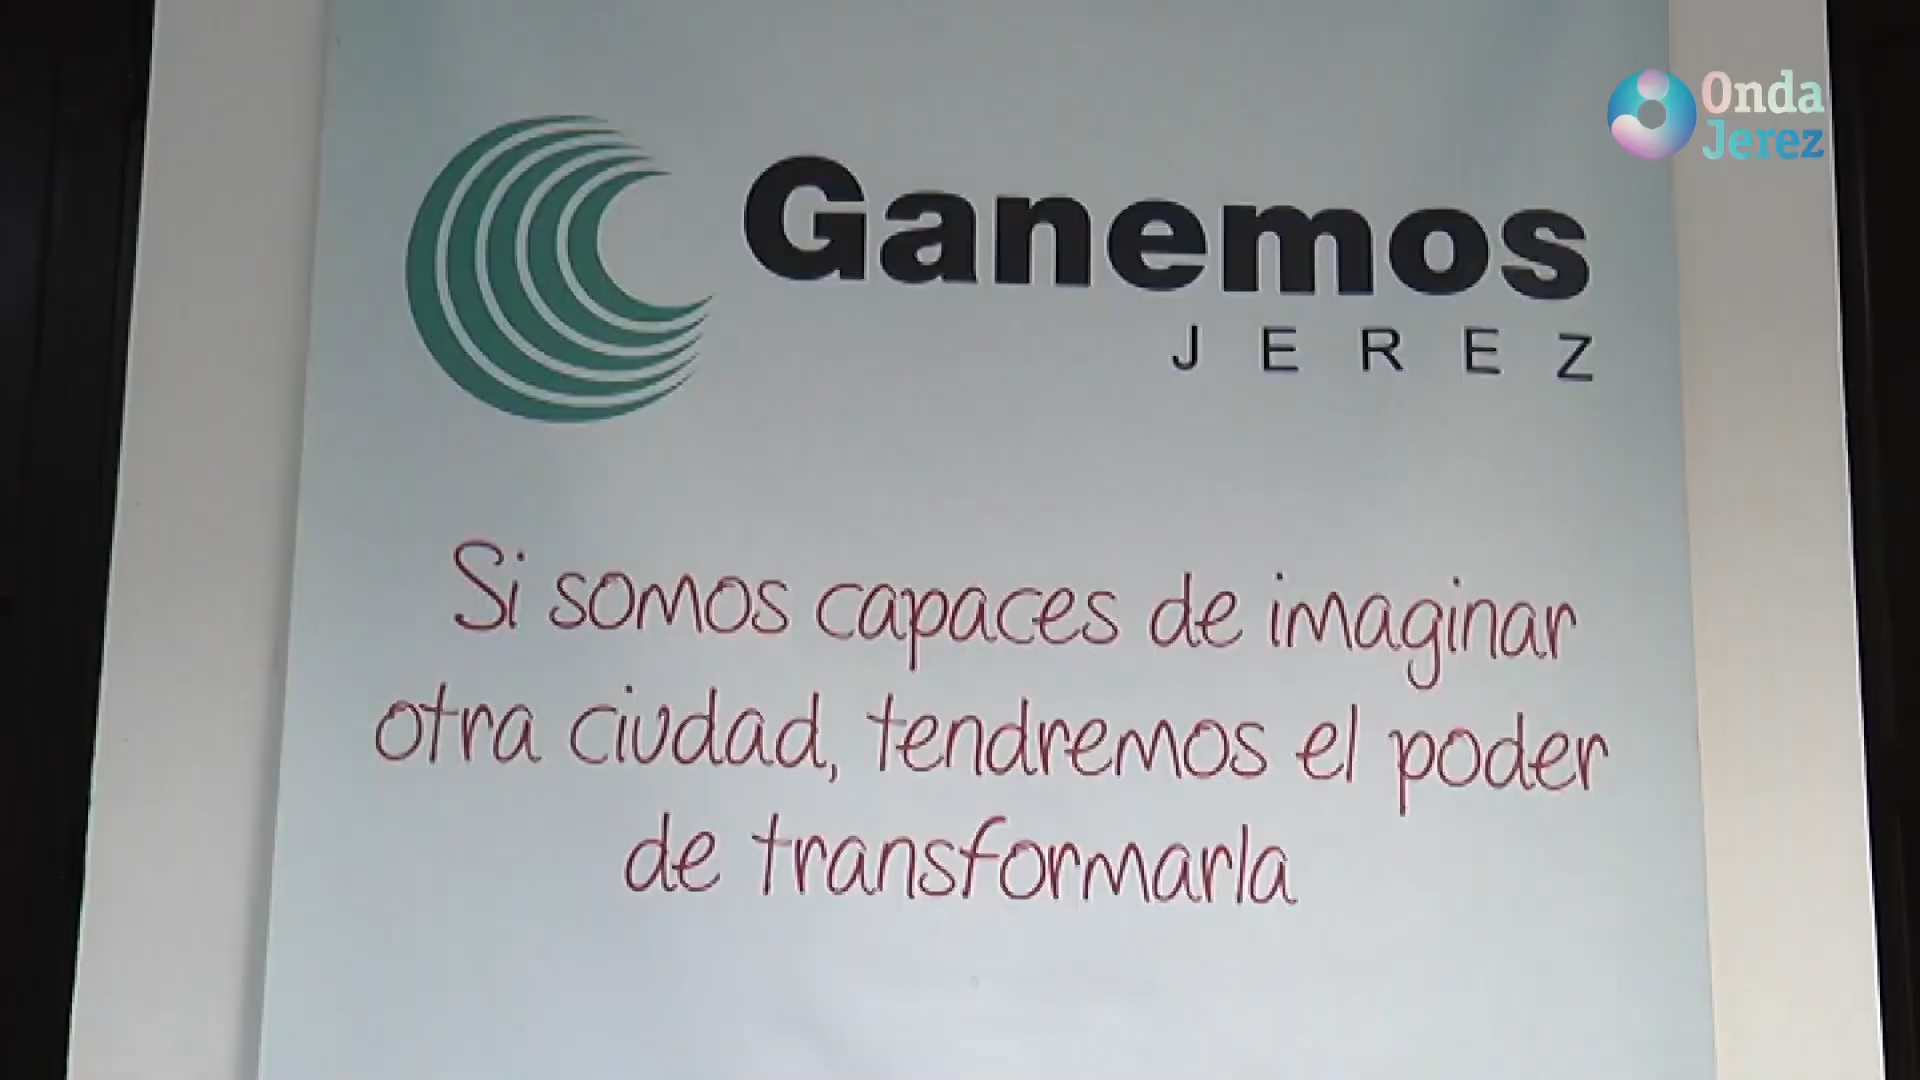 Onda
Jerez
Ganemos
JEREZ
Si somos capaces de imaginar
otra ciudad, tendremos el poder
de transformarla